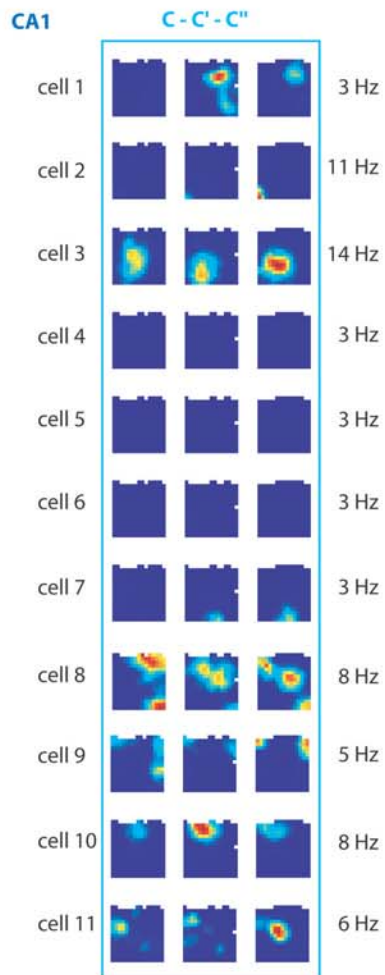 CA1 C - C' - C"
cell 1 3 Hz
cell 2 11 Hz
cell 3 14 Hz
cell 4 3 Hz
cell 5 3 Hz
cell 6 3 Hz
cell 7 3 Hz
cell 8 8 Hz
cell 9 5 Hz
cell 10 8 Hz
cell 11 6 Hz